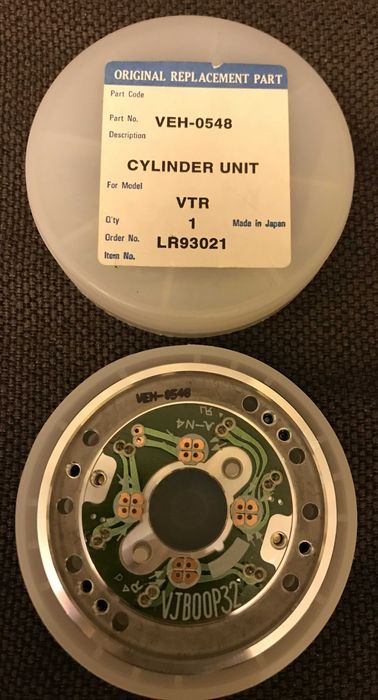 ORIGINAL REPLACEMENT PART
Part Code
Part No. VEH-0548
Description
CYLINDER UNIT
For Model
VTR
Q'ty 1 Made in Japan
Order No. LR93021
Item No.
VEH-0548
A-N4
VJB00P32